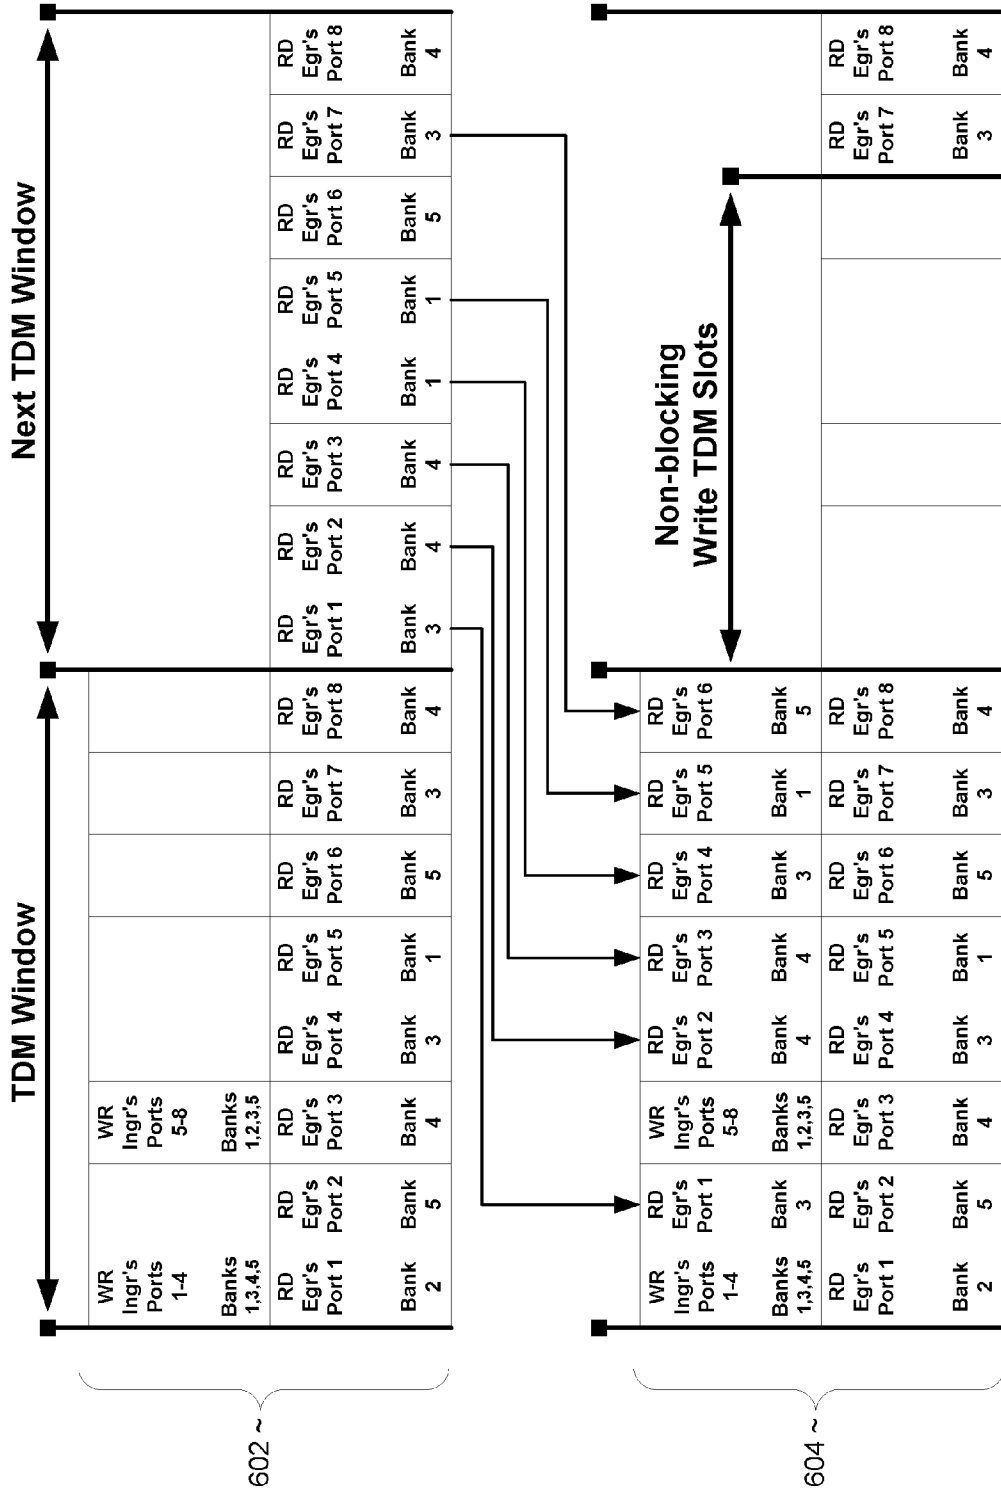 TDM Window
Next TDM Window
602 ~
WR
Ingr's
Ports
1-4
Banks
1,3,4,5
WR
Ingr's
Ports
5-8
Banks
1,2,3,5
RD
Egr's
Port 1
Bank
2
RD
Egr's
Port 2
Bank
5
RD
Egr's
Port 3
Bank
4
RD
Egr's
Port 4
Bank
3
RD
Egr's
Port 5
Bank
1
RD
Egr's
Port 6
Bank
5
RD
Egr's
Port 7
Bank
3
RD
Egr's
Port 8
Bank
4
RD
Egr's
Port 1
Bank
3
RD
Egr's
Port 2
Bank
4
RD
Egr's
Port 3
Bank
4
RD
Egr's
Port 4
Bank
1
RD
Egr's
Port 5
Bank
1
RD
Egr's
Port 6
Bank
5
RD
Egr's
Port 7
Bank
3
RD
Egr's
Port 8
Bank
4
604 ~
WR
Ingr's
Ports
1-4
Banks
1,3,4,5
RD
Egr's
Port 1
Bank
3
WR
Ingr's
Ports
5-8
Banks
1,2,3,5
RD
Egr's
Port 2
Bank
4
RD
Egr's
Port 3
Bank
4
RD
Egr's
Port 4
Bank
3
RD
Egr's
Port 5
Bank
1
RD
Egr's
Port 6
Bank
5
Non-blocking
Write TDM Slots
RD
Egr's
Port 1
Bank
2
RD
Egr's
Port 2
Bank
5
RD
Egr's
Port 3
Bank
4
RD
Egr's
Port 4
Bank
3
RD
Egr's
Port 5
Bank
1
RD
Egr's
Port 6
Bank
5
RD
Egr's
Port 7
Bank
3
RD
Egr's
Port 8
Bank
4
RD
Egr's
Port 7
Bank
3
RD
Egr's
Port 8
Bank
4